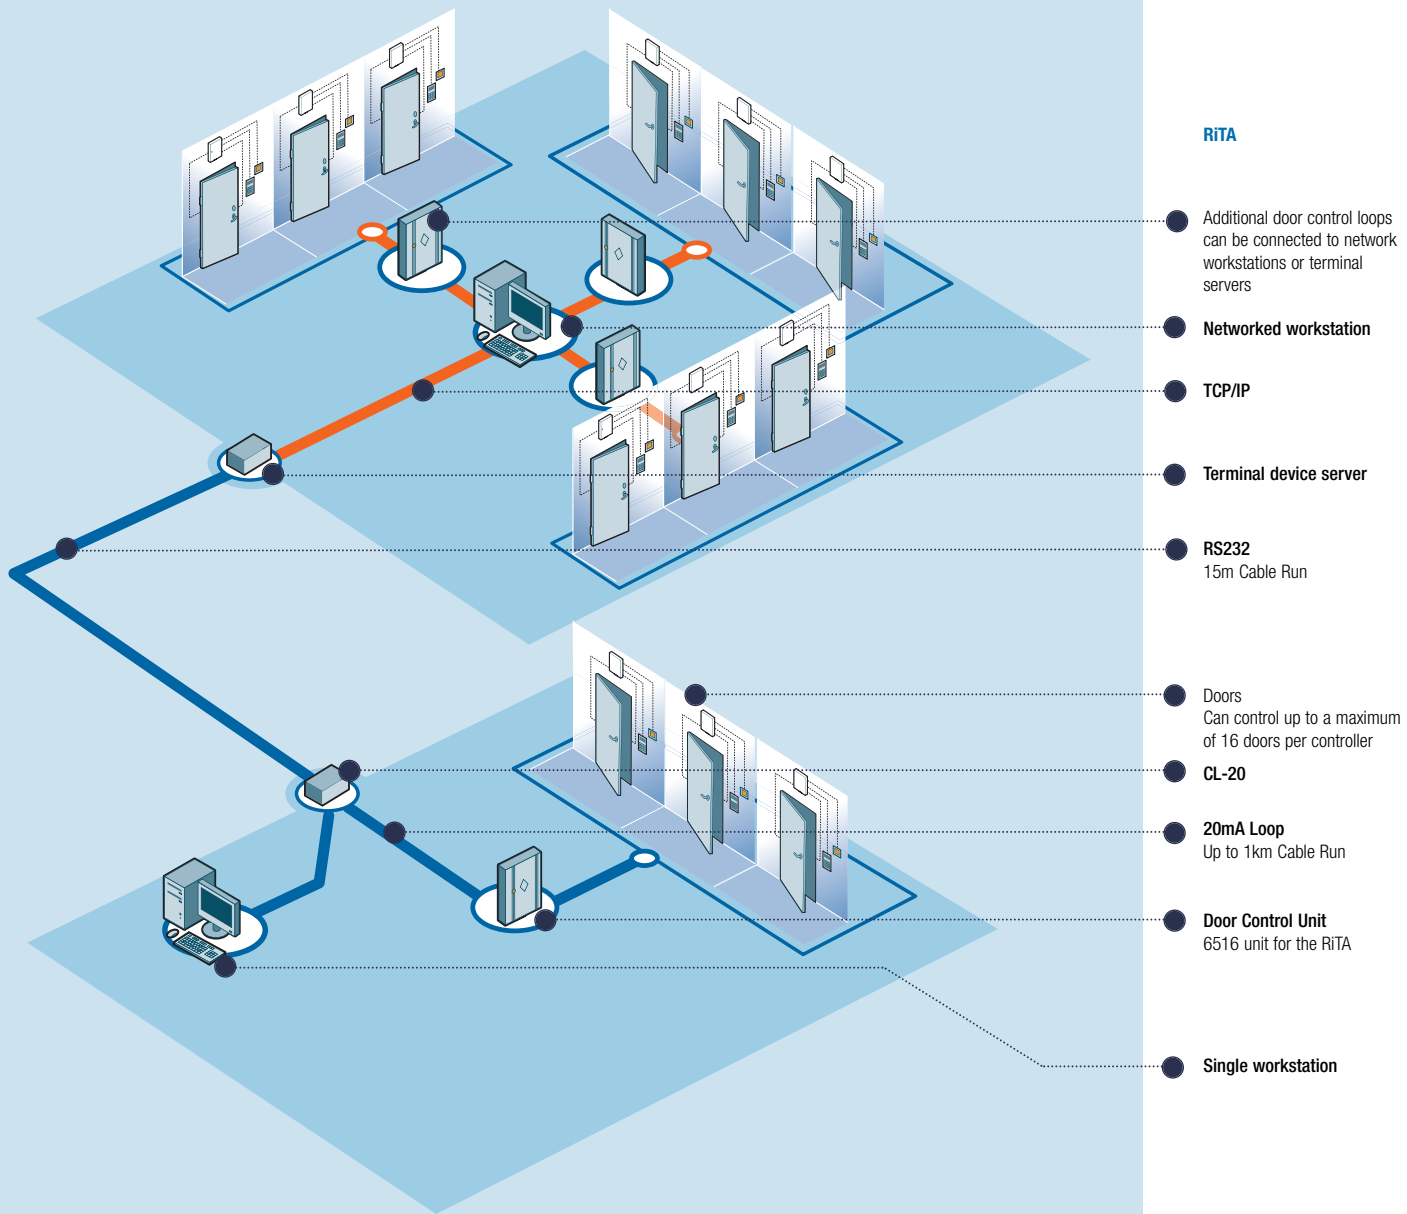 RiTA
Additional door control loops
can be connected to network
workstations or terminal
servers
Networked workstation
TCP/IP
Terminal device server
RS232
15m Cable Run
Doors
Can control up to a maximum
of 16 doors per controller
CL-20
20mA Loop
Up to 1km Cable Run
Door Control Unit
6516 unit for the RiTA
Single workstation